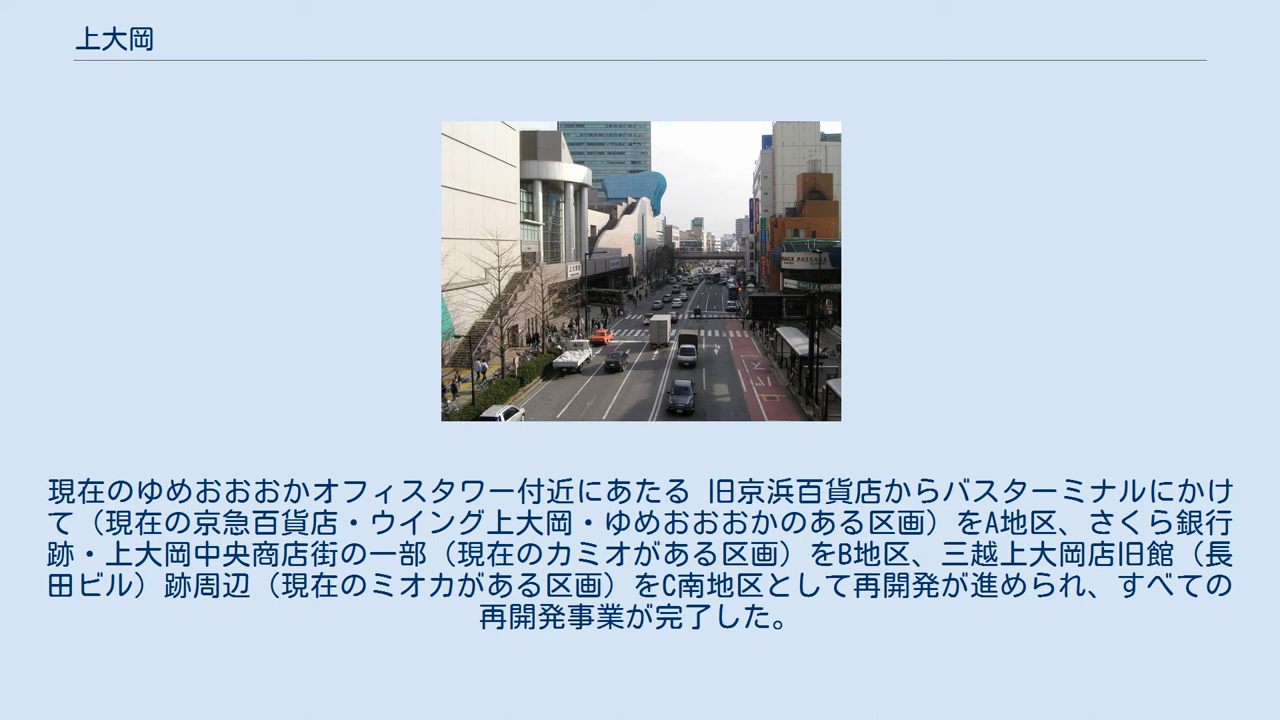 上大岡
現在のゆめおおおかオフィスタワー付近にあたる 旧京浜百貨店からバスターミナルにかけ
て（現在の京急百貨店・ウイング上大岡・ゆめおおおかのある区画）をA地区、さくら銀行
跡・上大岡中央商店街の一部（現在のカミオがある区画）をB地区、三越上大岡店旧館（長
田ビル）跡周辺（現在のミオカがある区画）をC南地区として再開発が進められ、すべての
再開発事業が完了した。